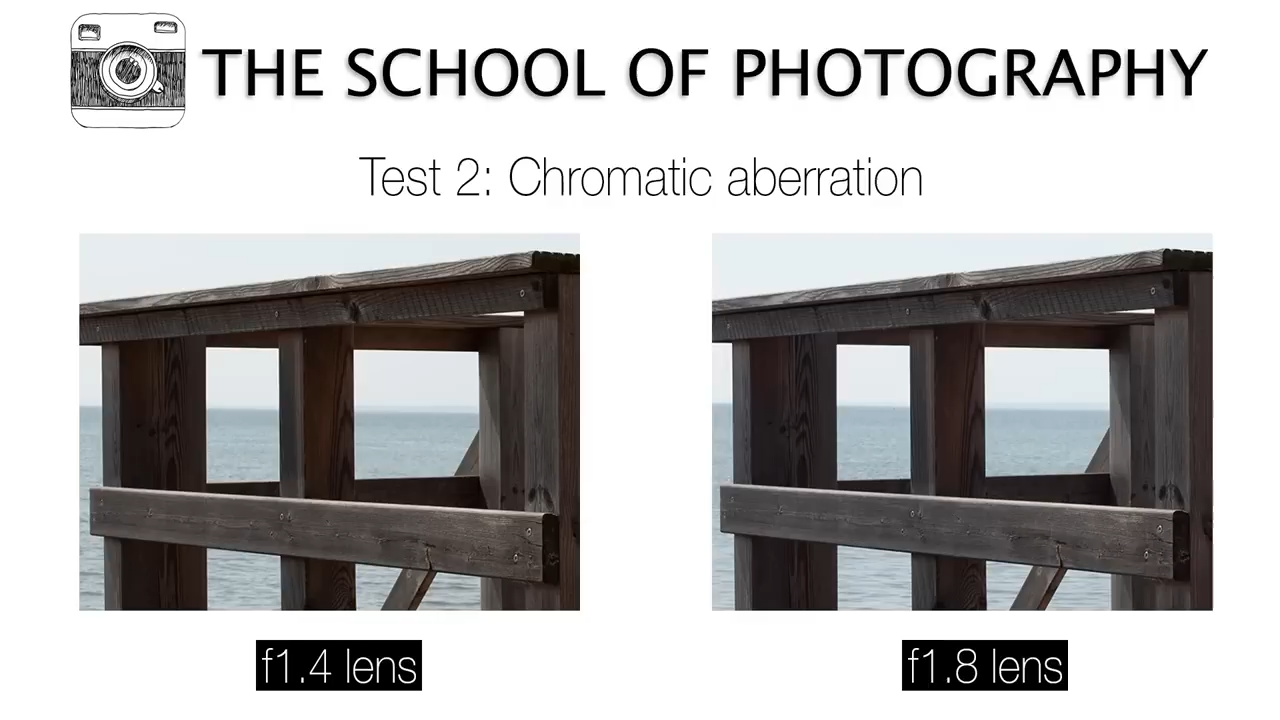 THE SCHOOL OF PHOTOGRAPHY
Test 2: Chromatic aberration
f1.4 lens
f1.8 lens